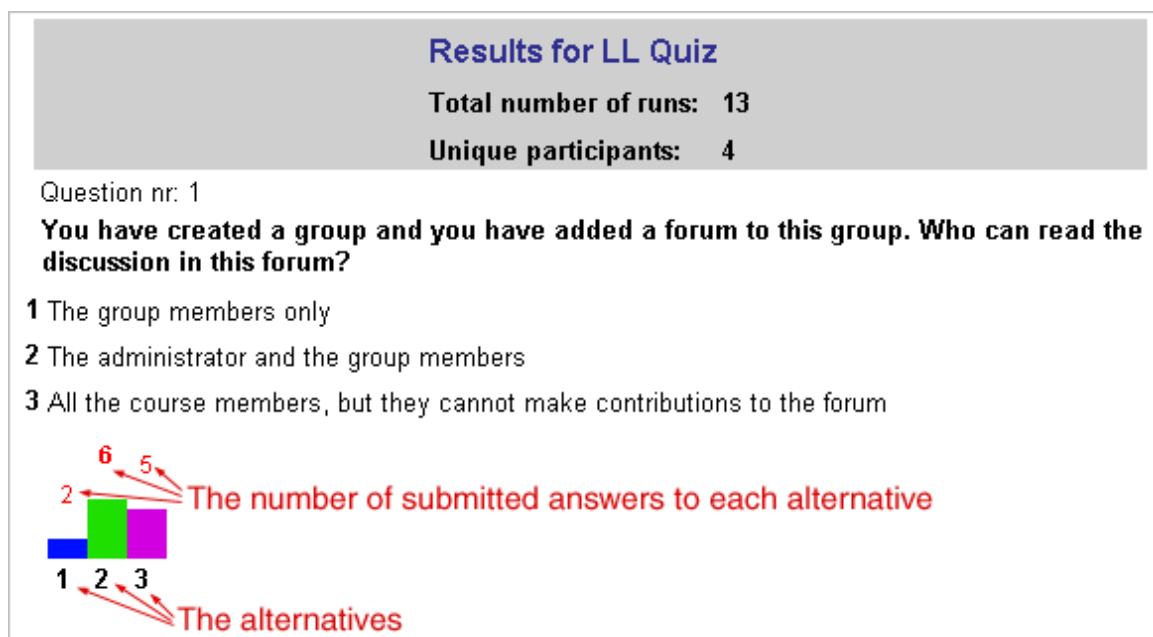 Results for LL Quiz
Total number of runs: 13
Unique participants: 4
Question nr: 1
You have created a group and you have added a forum to this group. Who can read the
discussion in this forum?
1 The group members only
2 The administrator and the group members
3 All the course members, but they cannot make contributions to the forum
6 5
2 The number of submitted answers to each alternative
1 2 3
The alternatives